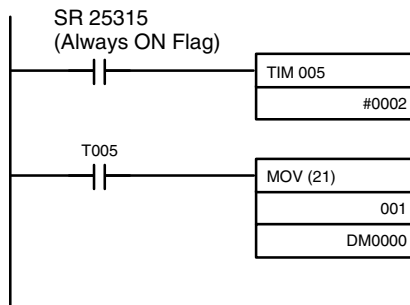 SR 25315
(Always ON Flag)
TIM 005
#0002
T005
MOV (21)
001
DM0000